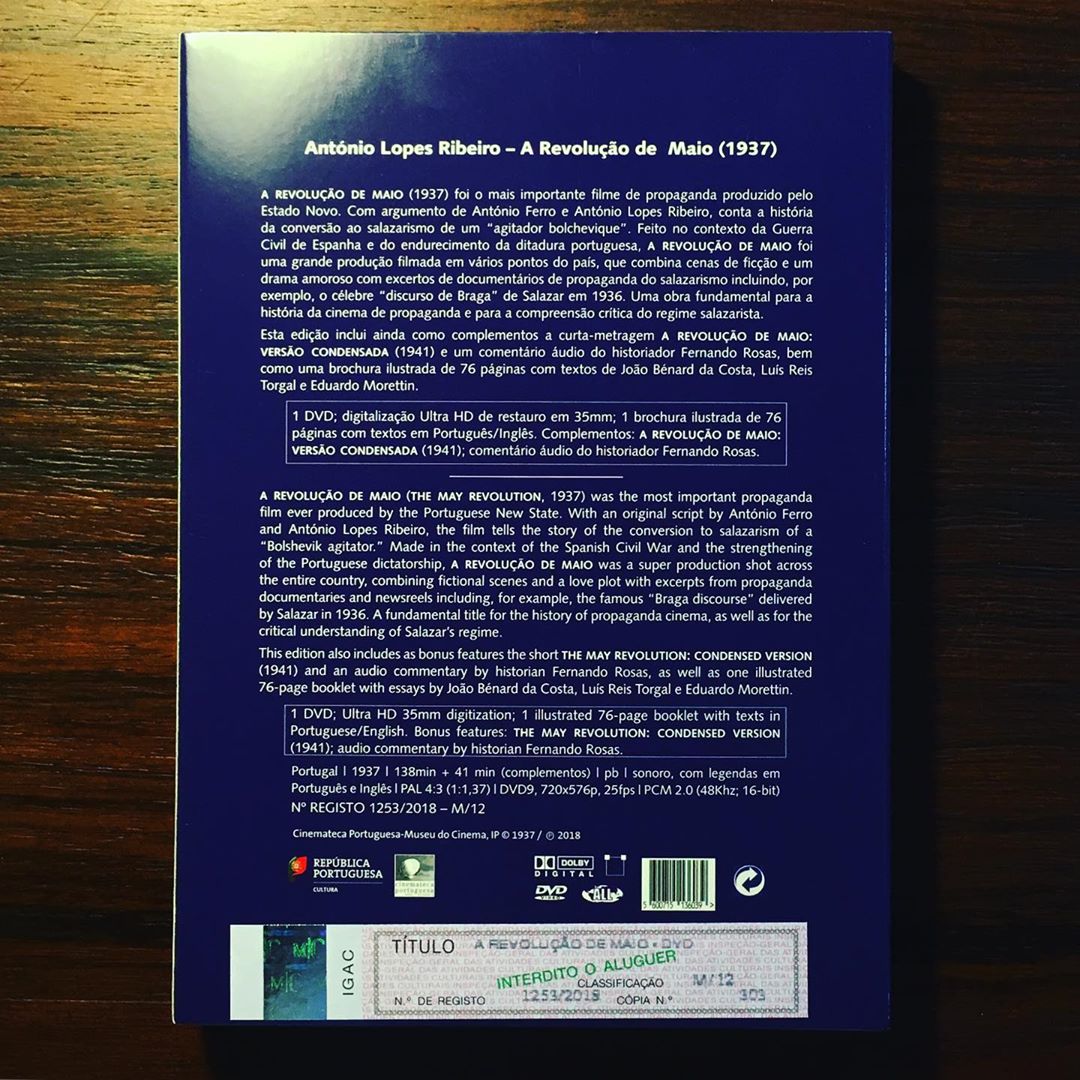 António Lopes Ribeiro – A Revolução de Maio (1937)
A REVOLUÇÃO DE MAIO (1937) foi o mais importante filme de propaganda produzido pelo
Estado Novo. Com argumento de António Ferro e António Lopes Ribeiro, conta a história
da conversão ao salazarismo de um “agitador bolchevique”. Feito no contexto da Guerra
Civil de Espanha e do endurecimento da ditadura portuguesa, A REVOLUÇÃO DE MAIO foi
uma grande produção filmada em vários pontos do país, que combina cenas de ficção e um
drama amoroso com excertos de documentários de propaganda do salazarismo incluindo, por
exemplo, o célebre “discurso de Braga” de Salazar em 1936. Uma obra fundamental para a
história da cinema de propaganda e para a compreensão crítica do regime salazarista.
Esta edição inclui ainda como complementos a curta-metragem A REVOLUÇÃO DE MAIO:
VERSÃO CONDENSADA (1941) e um comentário áudio do historiador Fernando Rosas, bem
como uma brochura ilustrada de 76 páginas com textos de João Bénard da Costa, Luís Reis
Torgal e Eduardo Morettin.
1 DVD; digitalização Ultra HD de restauro em 35mm; 1 brochura ilustrada de 76
páginas com textos em Português/Inglês. Complementos: A REVOLUÇÃO DE MAIO:
VERSÃO CONDENSADA (1941); comentário áudio do historiador Fernando Rosas.
A REVOLUÇÃO DE MAIO (THE MAY REVOLUTION, 1937) was the most important propaganda
film ever produced by the Portuguese New State. With an original script by António Ferro
and António Lopes Ribeiro, the film tells the story of the conversion to salazarism of a
“Bolshevik agitator.” Made in the context of the Spanish Civil War and the strengthening
of the Portuguese dictatorship, A REVOLUÇÃO DE MAIO was a super production shot across
the entire country, combining fictional scenes and a love plot with excerpts from propaganda
documentaries and newsreels including, for example, the famous “Braga discourse” delivered
by Salazar in 1936. A fundamental title for the history of propaganda cinema, as well as for the
critical understanding of Salazar’s regime.
This edition also includes as bonus features the short THE MAY REVOLUTION: CONDENSED VERSION
(1941) and an audio commentary by historian Fernando Rosas, as well as one illustrated
76-page booklet with essays by João Bénard da Costa, Luís Reis Torgal e Eduardo Morettin.
1 DVD; Ultra HD 35mm digitization; 1 illustrated 76-page booklet with texts in
Portuguese/English. Bonus features: THE MAY REVOLUTION: CONDENSED VERSION
(1941); audio commentary by historian Fernando Rosas.
Portugal | 1937 | 138min + 41 min (complementos) | pb | sonoro, com legendas em
Português e Inglês | PAL 4:3 (1:1,37) | DVD9, 720x576p, 25fps | PCM 2.0 (48Khz; 16-bit)
Nº REGISTO 1253/2018 – M/12
Cinemateca Portuguesa-Museu do Cinema, IP © 1937 / ℗ 2018
REPÚBLICA
PORTUGUESA
CULTURA
cinemateca
portuguesa
DOLBY
DIGITAL
DVD
VIDEO
ALL
5 600715 136039 >
IGAC
TÍTULO A REVOLUÇÃO DE MAIO - DVD
INTERDITO O ALUGUER
CLASSIFICAÇÃO M/12
N.º DE REGISTO 1253/2018 CÓPIA N.º 303